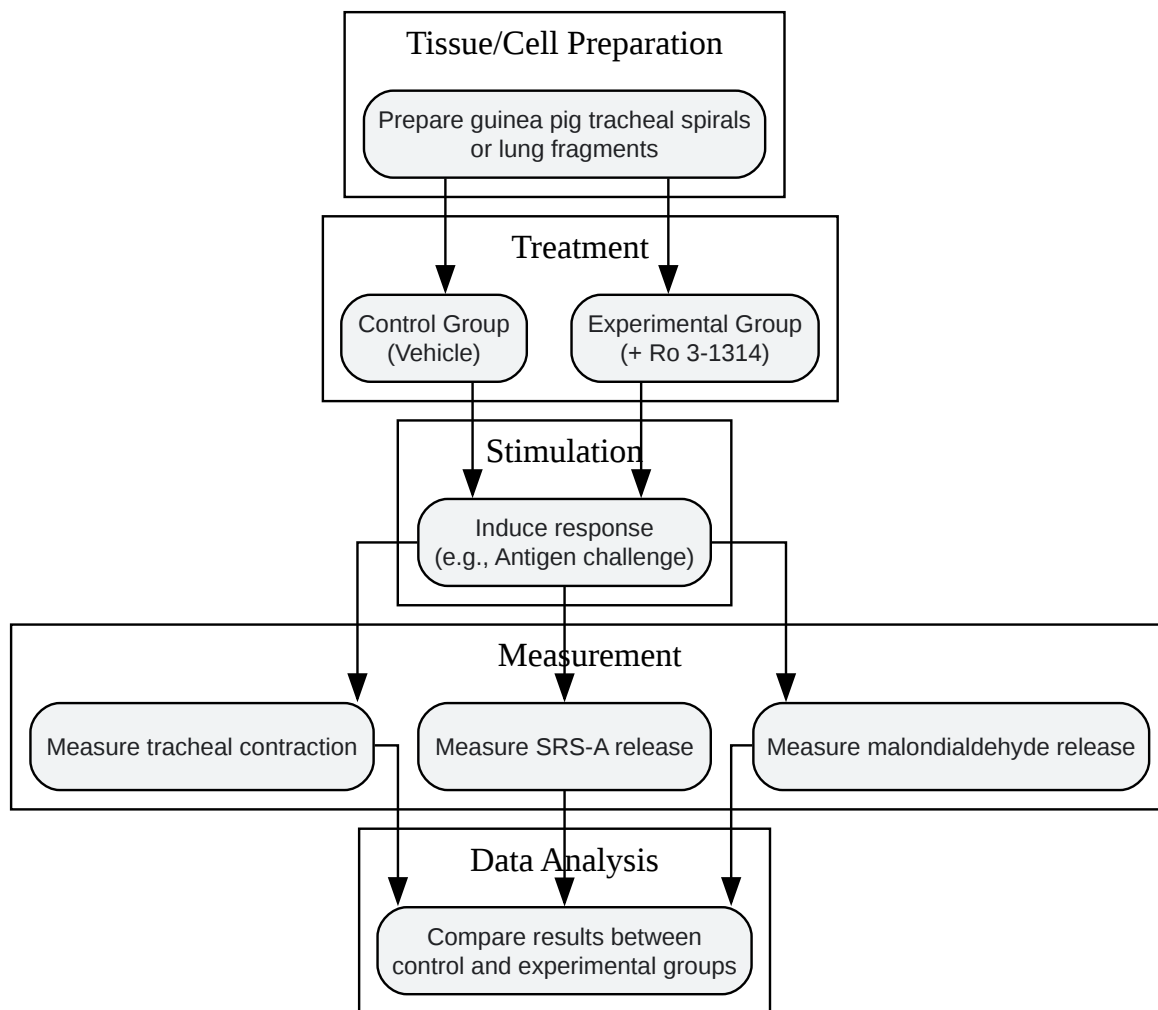 Tissue/Cell Preparation
Prepare guinea pig tracheal spirals
or lung fragments
Treatment
Control Group
(Vehicle)
Experimental Group
(+ Ro 3-1314)
Stimulation
Induce response
(e.g., Antigen challenge)
Measurement
Measure tracheal contraction
Measure SRS-A release
Measure malondialdehyde release
Data Analysis
Compare results between
control and experimental groups